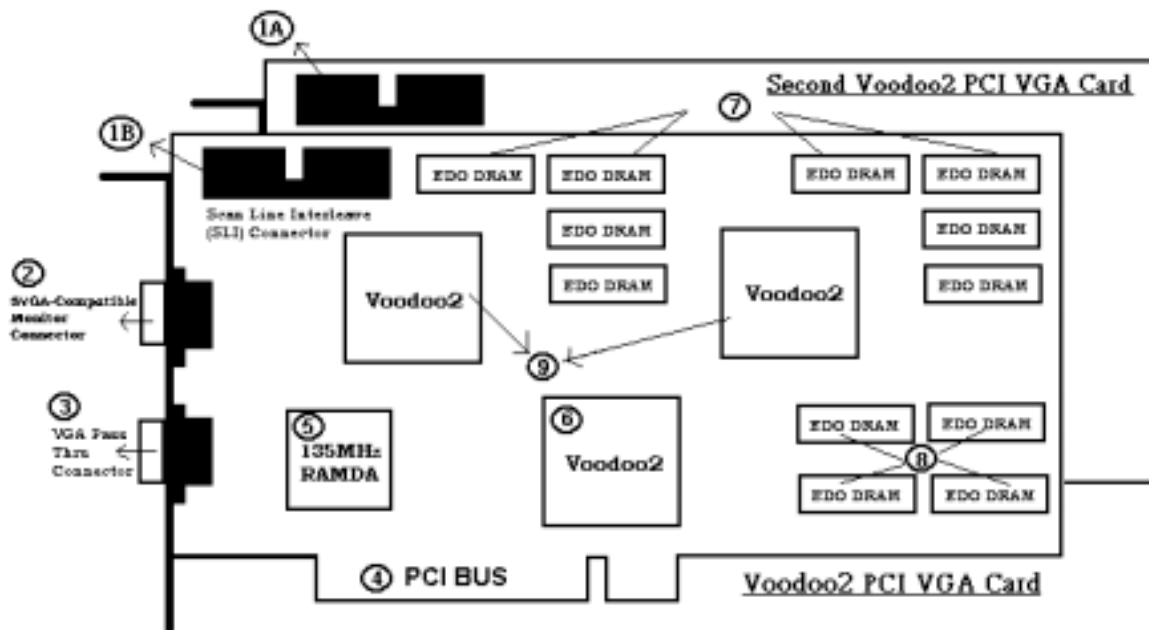 1A
Second Voodoo2 PCI VGA Card
7
1B
EDO DRAM
EDO DRAM
EDO DRAM
EDO DRAM
Scan Line Interleave
(SLI) Connector
EDO DRAM
EDO DRAM
2
SVGA-Compatible
Monitor
Connector
Voodoo2
EDO DRAM
Voodoo2
EDO DRAM
9
3
VGA Pass
Thru
Connector
5
135MHz
RAMDA
6
Voodoo2
EDO DRAM
EDO DRAM
8
EDO DRAM
EDO DRAM
4 PCI BUS
Voodoo2 PCI VGA Card